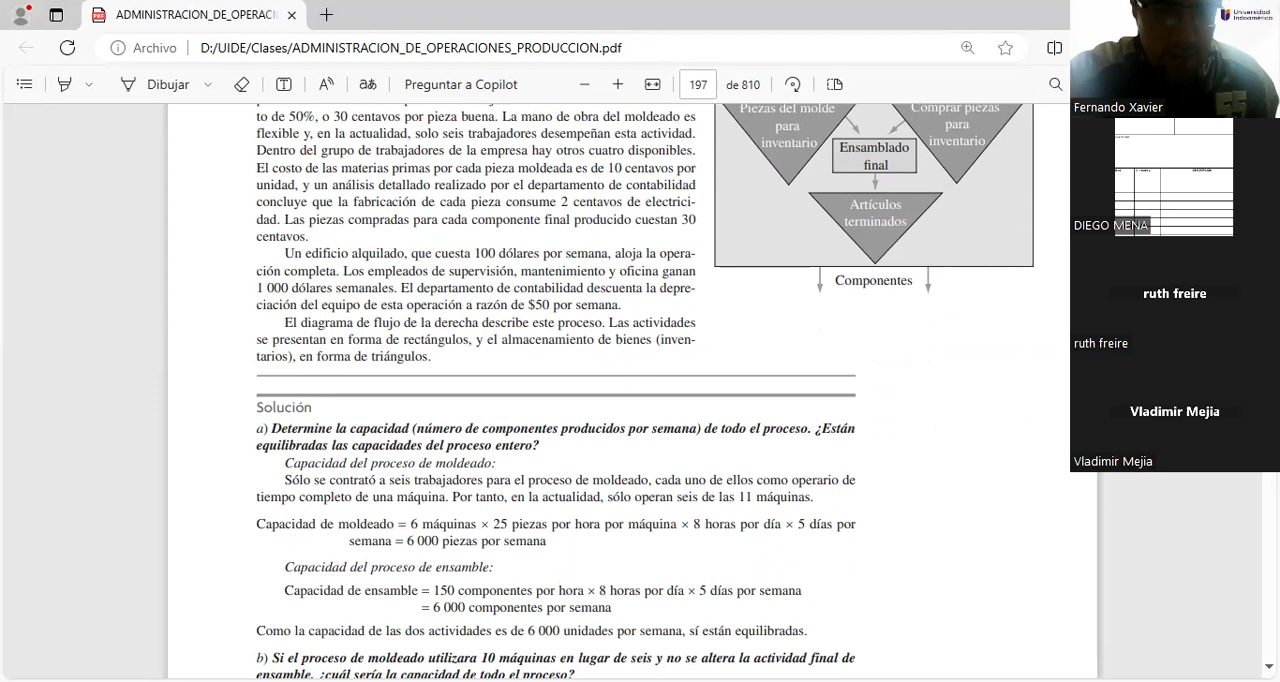 ADMINISTRACION_DE_OPERACI
Archivo
D:/UIDE/Clases/ADMINISTRACION_DE_OPERACIONES_PRODUCCION.pdf
Dibujar
Preguntar a Copilot
197
de 810
to de 50%, o 30 centavos por pieza buena. La mano de obra del moldeado es
flexible y, en la actualidad, solo seis trabajadores desempeñan esta actividad.
Dentro del grupo de trabajadores de la empresa hay otros cuatro disponibles.
El costo de las materias primas por cada pieza moldeada es de 10 centavos por
unidad, y un análisis detallado realizado por el departamento de contabilidad
concluye que la fabricación de cada pieza consume 2 centavos de electrici-
dad. Las piezas compradas para cada componente final producido cuestan 30
centavos.
Un edificio alquilado, que cuesta 100 dólares por semana, aloja la opera-
ción completa. Los empleados de supervisión, mantenimiento y oficina ganan
1 000 dólares semanales. El departamento de contabilidad descuenta la depre-
ciación del equipo de esta operación a razón de $50 por semana.
El diagrama de flujo de la derecha describe este proceso. Las actividades
se presentan en forma de rectángulos, y el almacenamiento de bienes (inven-
tarios), en forma de triángulos.
Piezas del molde
para
inventario
Comprar piezas
para
inventario
Ensamblado
final
Artículos
terminados
Componentes
Solución
a) Determine la capacidad (número de componentes producidos por semana) de todo el proceso. ¿Están
equilibradas las capacidades del proceso entero?
Capacidad del proceso de moldeado:
Sólo se contrató a seis trabajadores para el proceso de moldeado, cada uno de ellos como operario de
tiempo completo de una máquina. Por tanto, en la actualidad, sólo operan seis de las 11 máquinas.
Capacidad de moldeado = 6 máquinas × 25 piezas por hora por máquina × 8 horas por día × 5 días por
semana = 6 000 piezas por semana
Capacidad del proceso de ensamble:
Capacidad de ensamble = 150 componentes por hora × 8 horas por día × 5 días por semana
= 6 000 componentes por semana
Como la capacidad de las dos actividades es de 6 000 unidades por semana, sí están equilibradas.
b) Si el proceso de moldeado utilizara 10 máquinas en lugar de seis y no se altera la actividad final de
ensamble, ¿cuál sería la capacidad de todo el proceso?
Universidad
Indoamérica
Fernando Xavier
DIEGO MENA
ruth freire
ruth freire
Vladimir Mejia
Vladimir Mejia